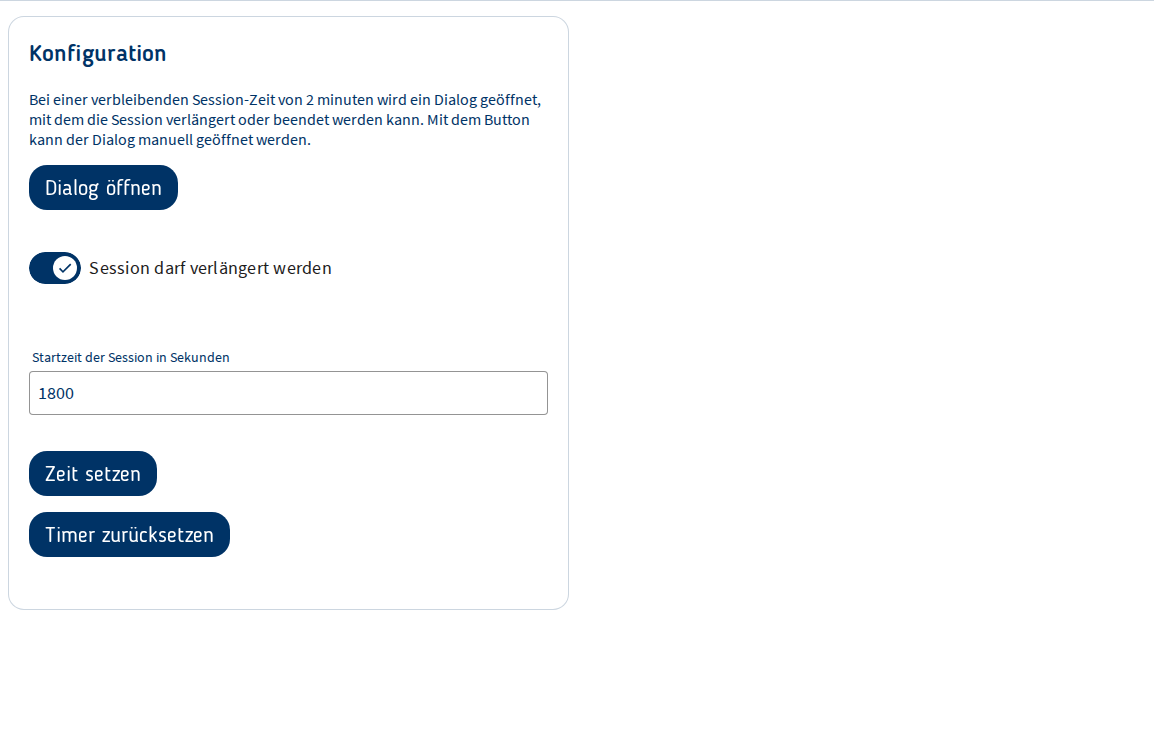 Konfiguration
Bei einer verbleibenden Session-Zeit von 2 minuten wird ein Dialog geöffnet,
mit dem die Session verlängert oder beendet werden kann. Mit dem Button
kann der Dialog manuell geöffnet werden.
Dialog öffnen
Session darf verlängert werden
Startzeit der Session in Sekunden
1800
Zeit setzen
Timer zurücksetzen